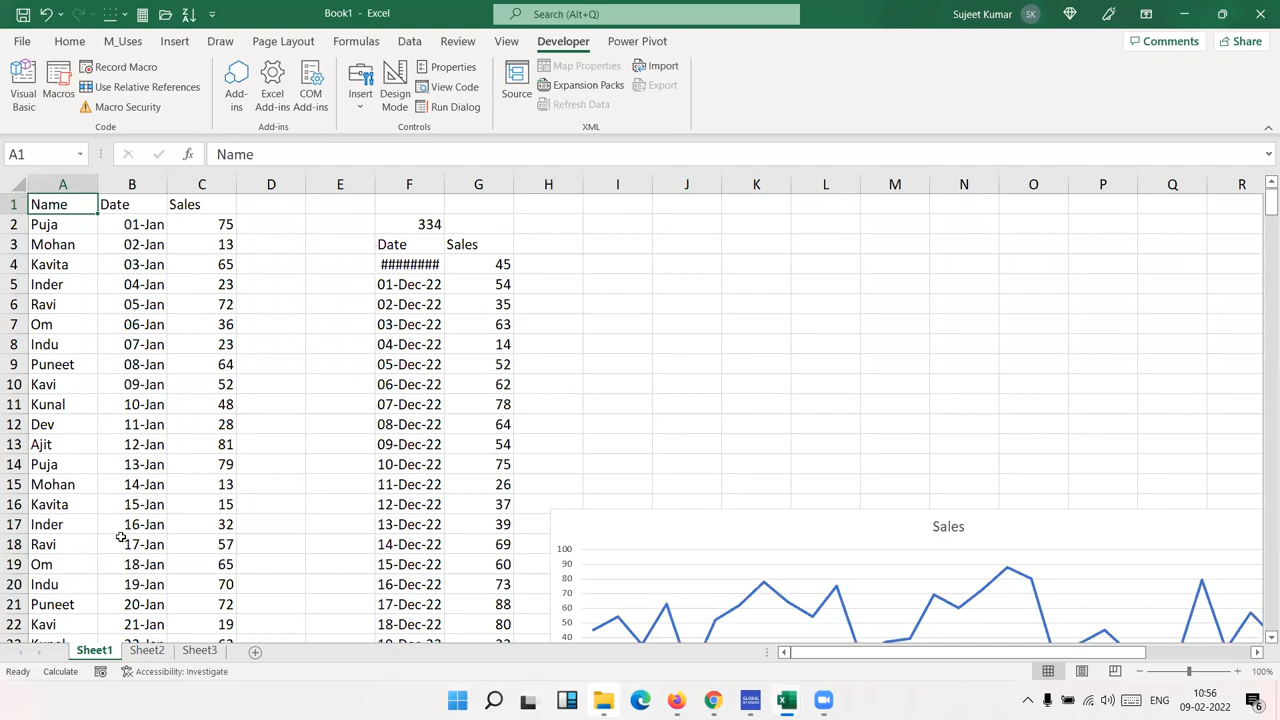 Book1 - Excel
Search (Alt+Q)
Sujeet Kumar
SK
File Home M_Uses Insert Draw Page Layout Formulas Data Review View Developer Power Pivot
Comments Share
Visual Basic
Macros
Record Macro
Use Relative References
Macro Security
Code
Add-ins
Excel Add-ins
COM Add-ins
Add-ins
Insert
Design Mode
Properties
View Code
Run Dialog
Controls
Source
Map Properties
Expansion Packs
Refresh Data
Import
Export
XML
A1
fx
Name
A B C D E F G H I J K L M N O P Q R
1 Name Date Sales
2 Puja 01-Jan 75 334
3 Mohan 02-Jan 13 Date Sales
4 Kavita 03-Jan 65 ######## 45
5 Inder 04-Jan 23 01-Dec-22 54
6 Ravi 05-Jan 72 02-Dec-22 35
7 Om 06-Jan 36 03-Dec-22 63
8 Indu 07-Jan 23 04-Dec-22 14
9 Puneet 08-Jan 64 05-Dec-22 52
10 Kavi 09-Jan 52 06-Dec-22 62
11 Kunal 10-Jan 48 07-Dec-22 78
12 Dev 11-Jan 28 08-Dec-22 64
13 Ajit 12-Jan 81 09-Dec-22 54
14 Puja 13-Jan 79 10-Dec-22 75
15 Mohan 14-Jan 13 11-Dec-22 26
16 Kavita 15-Jan 15 12-Dec-22 37
17 Inder 16-Jan 32 13-Dec-22 39
18 Ravi 17-Jan 57 14-Dec-22 69
19 Om 18-Jan 65 15-Dec-22 60
20 Indu 19-Jan 70 16-Dec-22 73
21 Puneet 20-Jan 72 17-Dec-22 88
22 Kavi 21-Jan 19 18-Dec-22 80
Sales
100
90
80
70
60
50
40
Sheet1 Sheet2 Sheet3
Ready Calculate Accessibility: Investigate
100%
ENG
10:56
09-02-2022
6